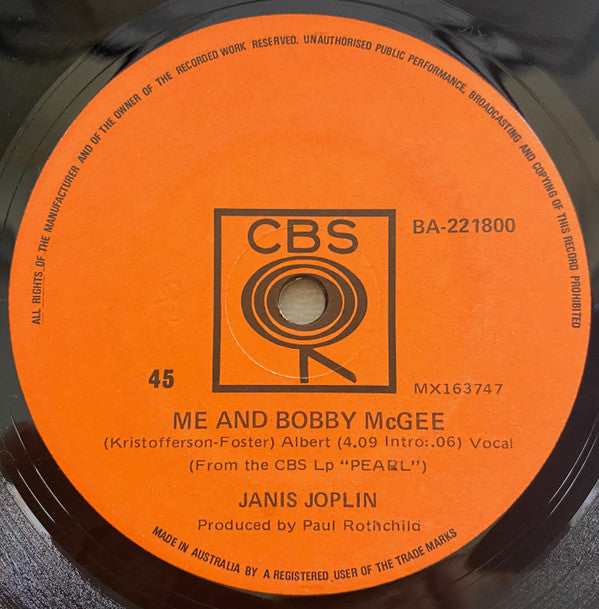 ALL RIGHTS OF THE MANUFACTURER AND OF THE OWNER OF THE RECORDED WORK RESERVED. UNAUTHORISED PUBLIC PERFORMANCE, BROADCASTING AND COPYING OF THIS RECORD PROHIBITED
CBS
BA-221800
45
MX163747
ME AND BOBBY McGEE
(Kristofferson-Foster) Albert (4.09 Intro:.06) Vocal
(From the CBS Lp "PEARL")
JANIS JOPLIN
Produced by Paul Rothchild
MADE IN AUSTRALIA BY A REGISTERED USER OF THE TRADE MARKS